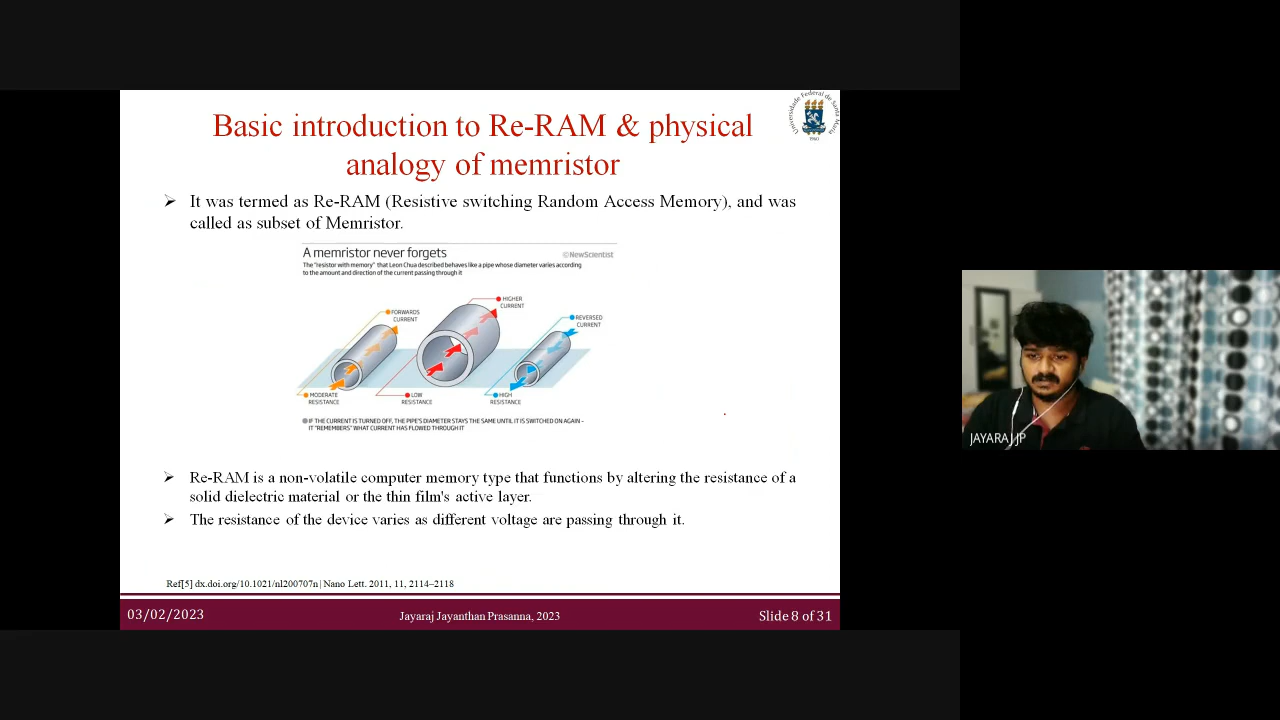 Basic introduction to Re-RAM & physical
analogy of memristor
Universidade Federal de Santa Maria
1960
➢ It was termed as Re-RAM (Resistive switching Random Access Memory), and was
called as subset of Memristor.
A memristor never forgets
©NewScientist
The "resistor with memory" that Leon Chua described behaves like a pipe whose diameter varies according
to the amount and direction of the current passing through it
FORWARDS
CURRENT
HIGHER
CURRENT
REVERSED
CURRENT
MODERATE
RESISTANCE
LOW
RESISTANCE
HIGH
RESISTANCE
IF THE CURRENT IS TURNED OFF, THE PIPE'S DIAMETER STAYS THE SAME UNTIL IT IS SWITCHED ON AGAIN –
IT "REMEMBERS" WHAT CURRENT HAS FLOWED THROUGH IT
➢ Re-RAM is a non-volatile computer memory type that functions by altering the resistance of a
solid dielectric material or the thin film's active layer.
➢ The resistance of the device varies as different voltage are passing through it.
Ref[5] dx.doi.org/10.1021/nl200707n | Nano Lett. 2011, 11, 2114–2118
03/02/2023
Jayaraj Jayanthan Prasanna, 2023
Slide 8 of 31
JAYARAJ JP